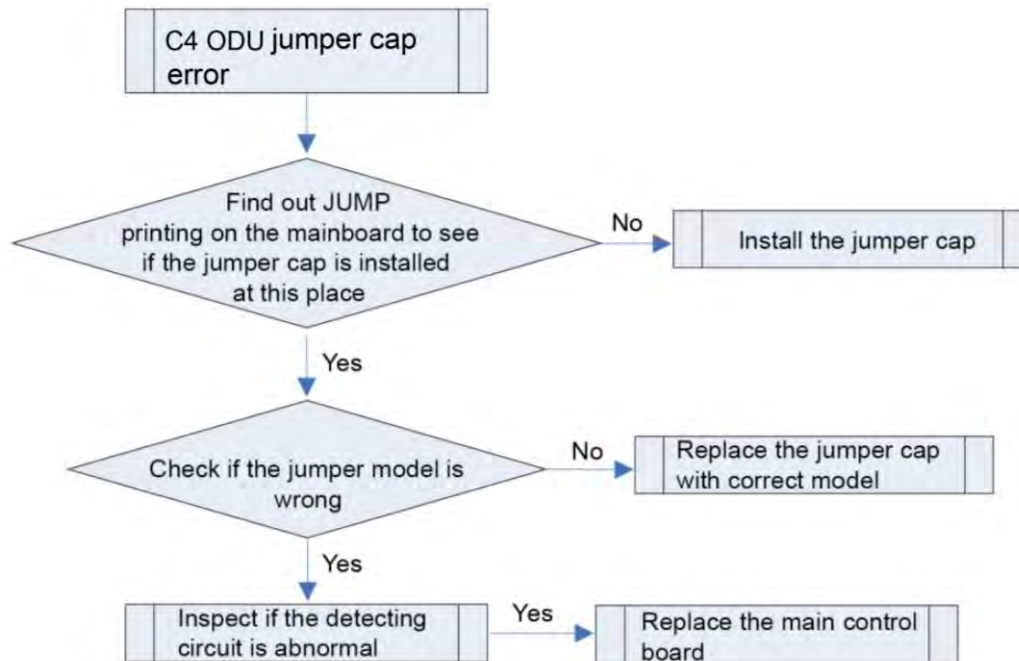 C4 ODU jumper cap
error
Find out JUMP
printing on the mainboard to see
if the jumper cap is installed
at this place
No
Install the jumper cap
Yes
Check if the jumper model is
wrong
No
Replace the jumper cap
with correct model
Yes
Inspect if the detecting
circuit is abnormal
Yes
Replace the main control
board